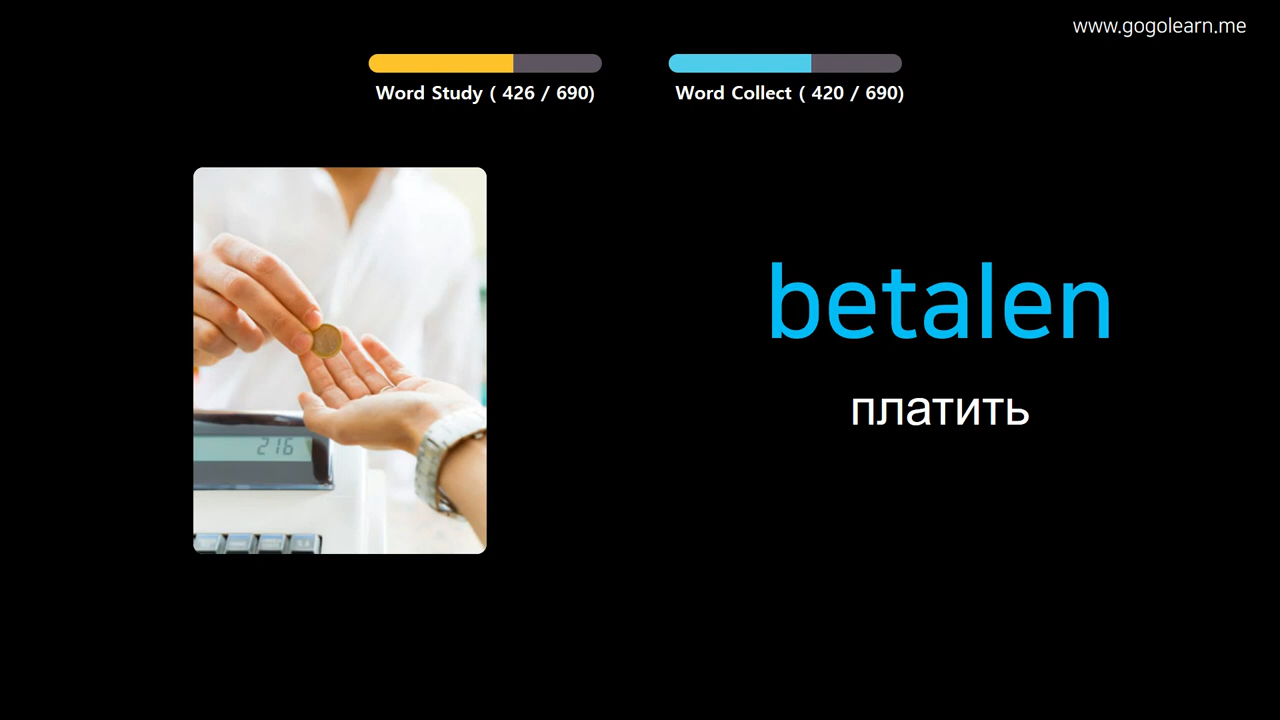 www.gogolearn.me
Word Study ( 426 / 690)
Word Collect ( 420 / 690)
betalen
платить
216